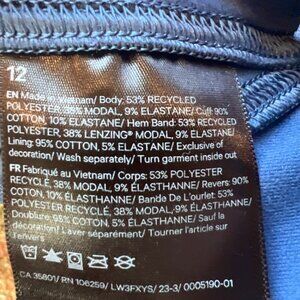 12
EN Made in Vietnam/ Body: 53% RECYCLED
POLYESTER, 38% MODAL, 9% ELASTANE/ Cuff: 90%
COTTON, 10% ELASTANE/ Hem Band: 53% RECYCLED
POLYESTER, 38% LENZING® MODAL, 9% ELASTANE/
Lining: 95% COTTON, 5% ELASTANE/ Exclusive of
decoration/ Wash separately/ Turn garment inside out
FR Fabriqué au Vietnam/ Corps: 53% POLYESTER
RECYCLÉ, 38% MODAL, 9% ÉLASTHANNE/ Revers: 90%
COTON, 10% ÉLASTHANNE/ Bande De L'ourlet: 53%
POLYESTER RECYCLÉ, 38% MODAL, 9% ÉLASTHANNE/
Doublure: 95% COTON, 5% ÉLASTHANNE/ Sauf la
décoration/ Laver séparément/ Tourner l'article sur
l'envers
CA 35801/ RN 106259/ LW3FXYS/ 23-3/ 0005190-01